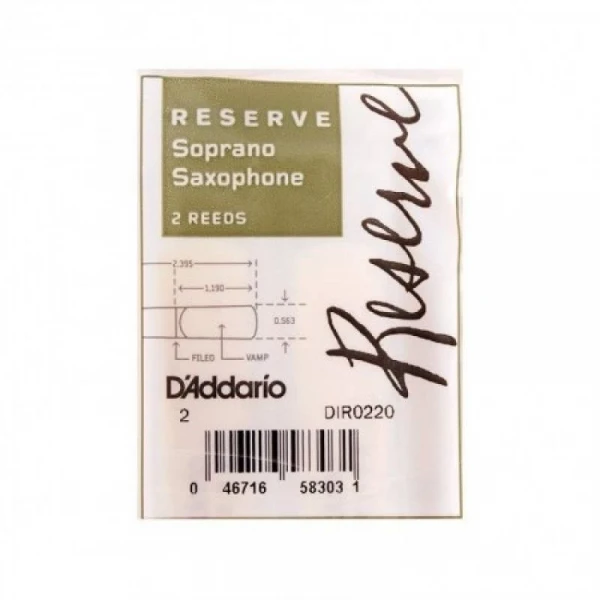 RESERVE
Soprano
Saxophone
2 REEDS
Reserve
2.395
1.190
0.563
FILED
VAMP
D'Addario
2
DIR0220
0 46716 58303 1